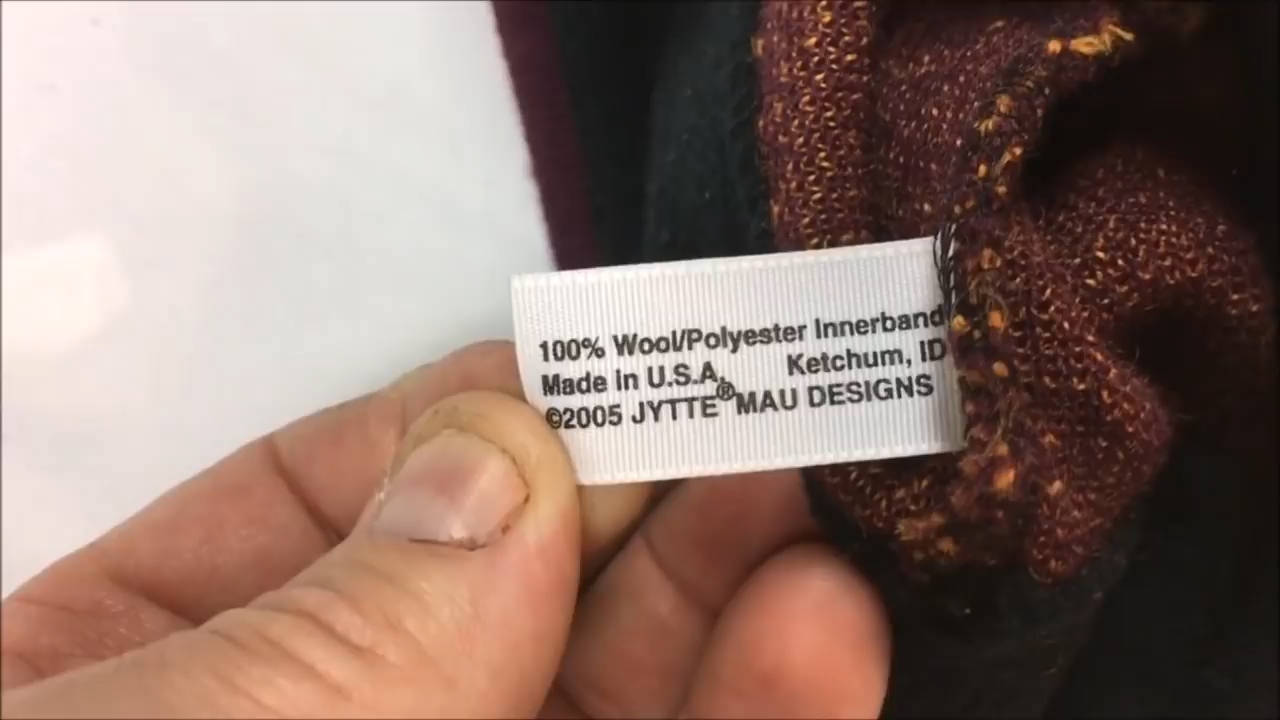 100% Wool/Polyester Innerband
Made in U.S.A. Ketchum, ID
©2005 JYTTE® MAU DESIGNS